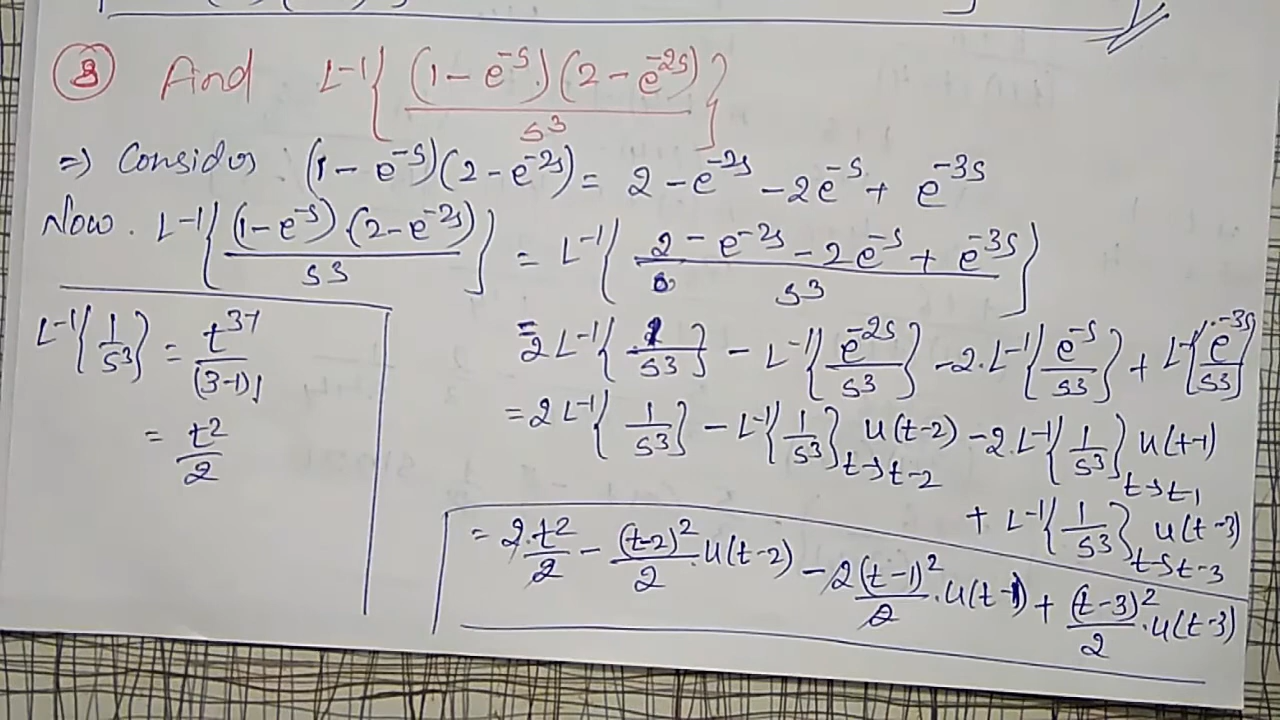 ③ Find L⁻¹{(1-e⁻ˢ)(2-e⁻²ˢ)/s³}
⇒ Consider : (1-e⁻ˢ)(2-e⁻²ˢ) = 2-e⁻²ˢ-2e⁻ˢ+e⁻³ˢ
Now. L⁻¹{(1-e⁻ˢ).(2-e⁻²ˢ)/s³} = L⁻¹{2-e⁻²ˢ-2e⁻ˢ+e⁻³ˢ/s³}
L⁻¹{1/s³} = t³⁻¹/(3-1)!
= t²/2
= 2L⁻¹{1/s³} - L⁻¹{e⁻²ˢ/s³} -2.L⁻¹{e⁻ˢ/s³} + L⁻¹{e⁻³ˢ/s³}
= 2L⁻¹{1/s³} - L⁻¹{1/s³} u(t-2) -2.L⁻¹{1/s³} u(t-1)
t→t-2 t→t-1
+ L⁻¹{1/s³} u(t-3)
t→t-3
= 2.t²/2 - (t-2)²/2.u(t-2) - 2(t-1)²/2.u(t-1) + (t-3)²/2.u(t-3)